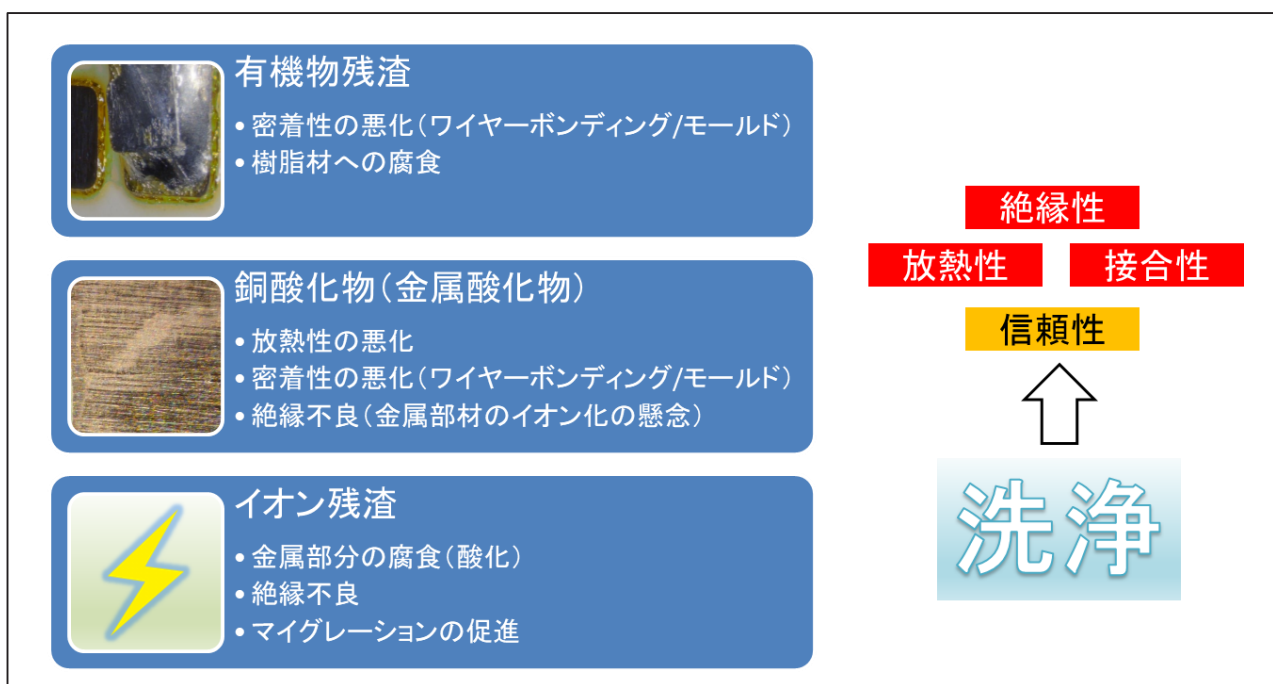 有機物残渣
• 密着性の悪化（ワイヤーボンディング/モールド）
• 樹脂材への腐食
銅酸化物（金属酸化物）
• 放熱性の悪化
• 密着性の悪化（ワイヤーボンディング/モールド）
• 絶縁不良（金属部材のイオン化の懸念）
イオン残渣
• 金属部分の腐食（酸化）
• 絶縁不良
• マイグレーションの促進
絶縁性
放熱性 接合性
信頼性
洗浄